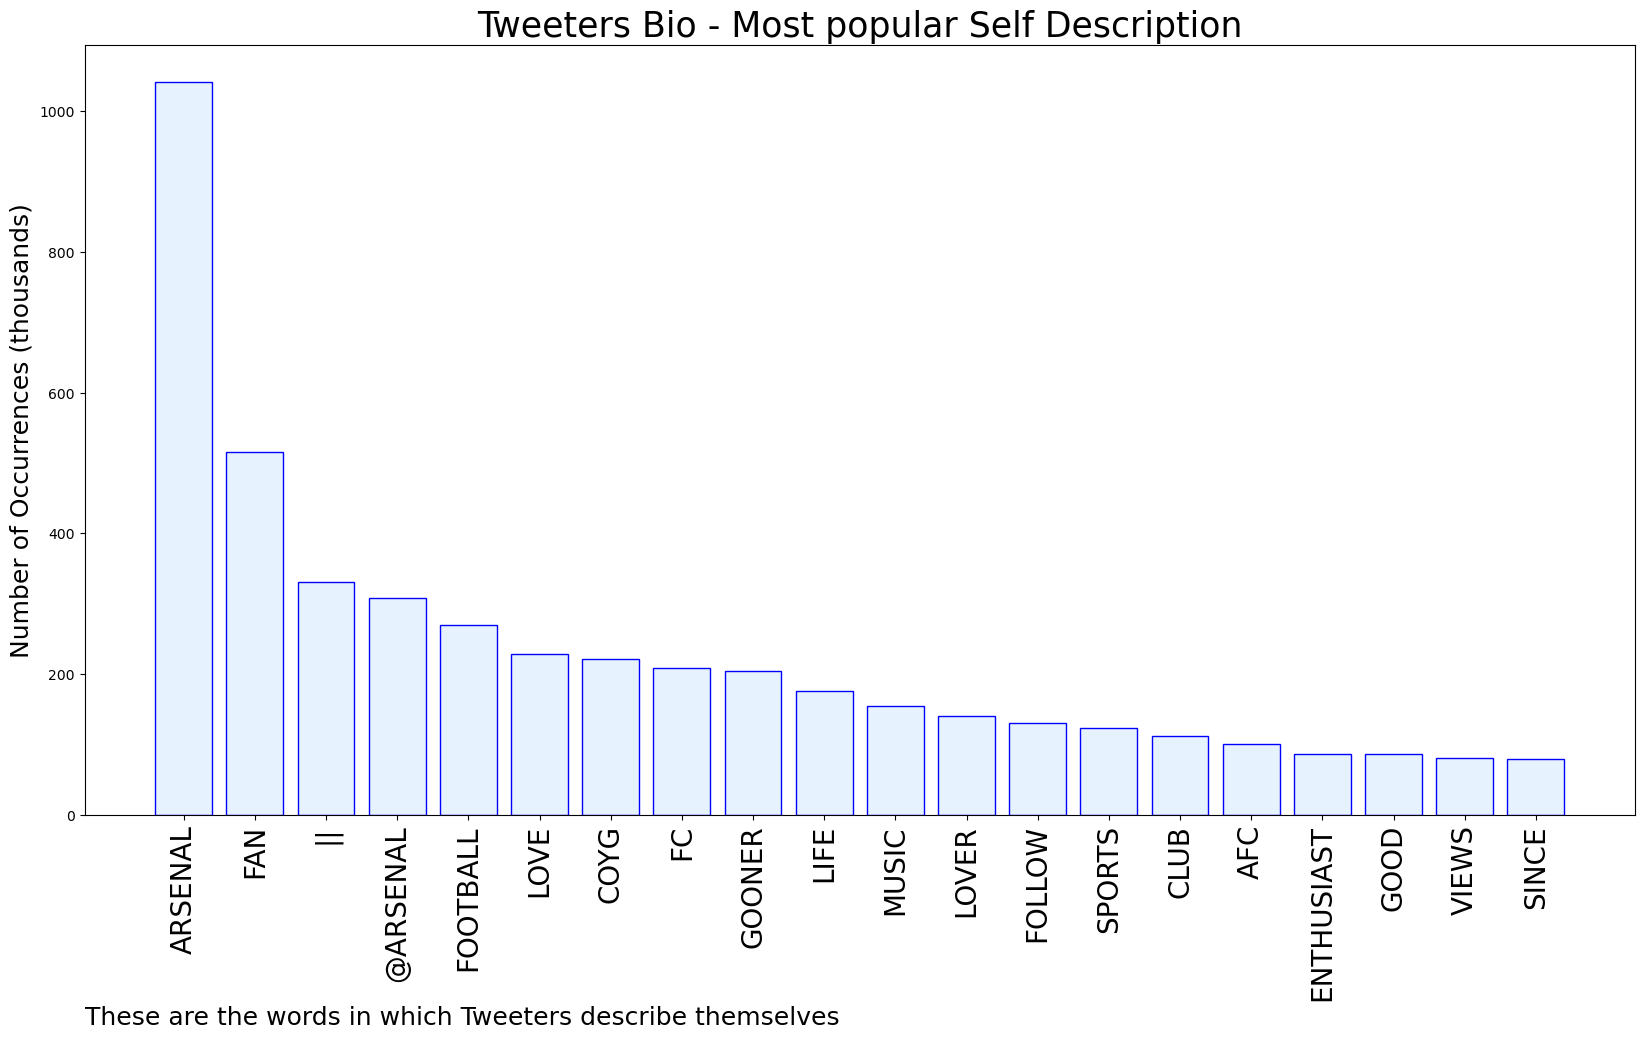 Tweeters Bio - Most popular Self Description
Number of Occurrences (thousands)
1000
800
600
400
200
0
ARSENAL
FAN
||
@ARSENAL
FOOTBALL
LOVE
COYG
FC
GOONER
LIFE
MUSIC
LOVER
FOLLOW
SPORTS
CLUB
AFC
ENTHUSIAST
GOOD
VIEWS
SINCE
These are the words in which Tweeters describe themselves